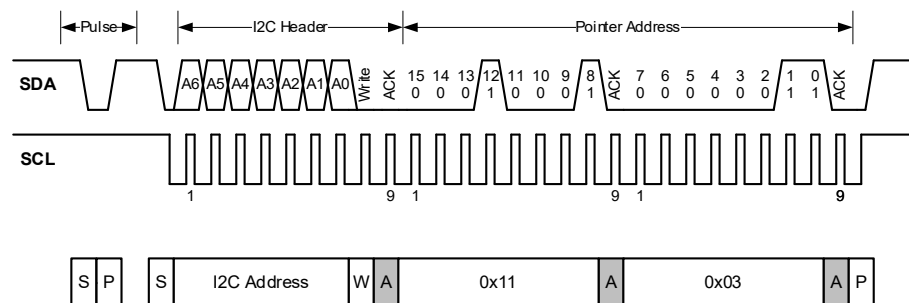 Pulse I2C Header Pointer Address
SDA A6 A5 A4 A3 A2 A1 A0 Write ACK 15 14 13 12 11 10 9 8 ACK 7 6 5 4 3 2 1 0 ACK
0 0 0 1 0 0 0 1 0 0 0 0 0 0 1 1
SCL
1 9 1 9 1 9
S P S I2C Address W A 0x11 A 0x03 A P